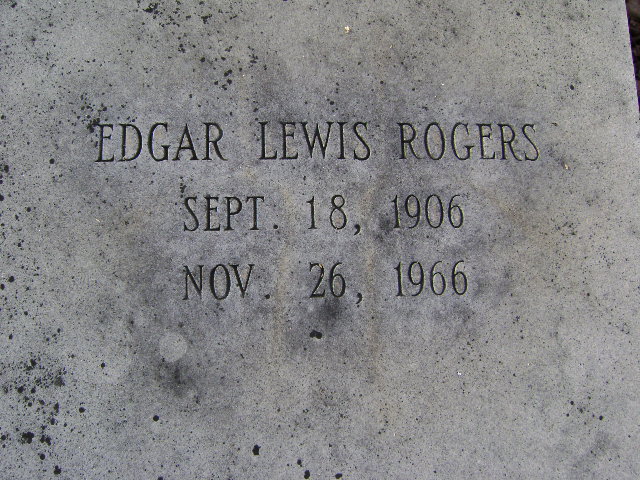 EDGAR LEWIS ROGERS
SEPT. 18, 1906
NOV. 26, 1966